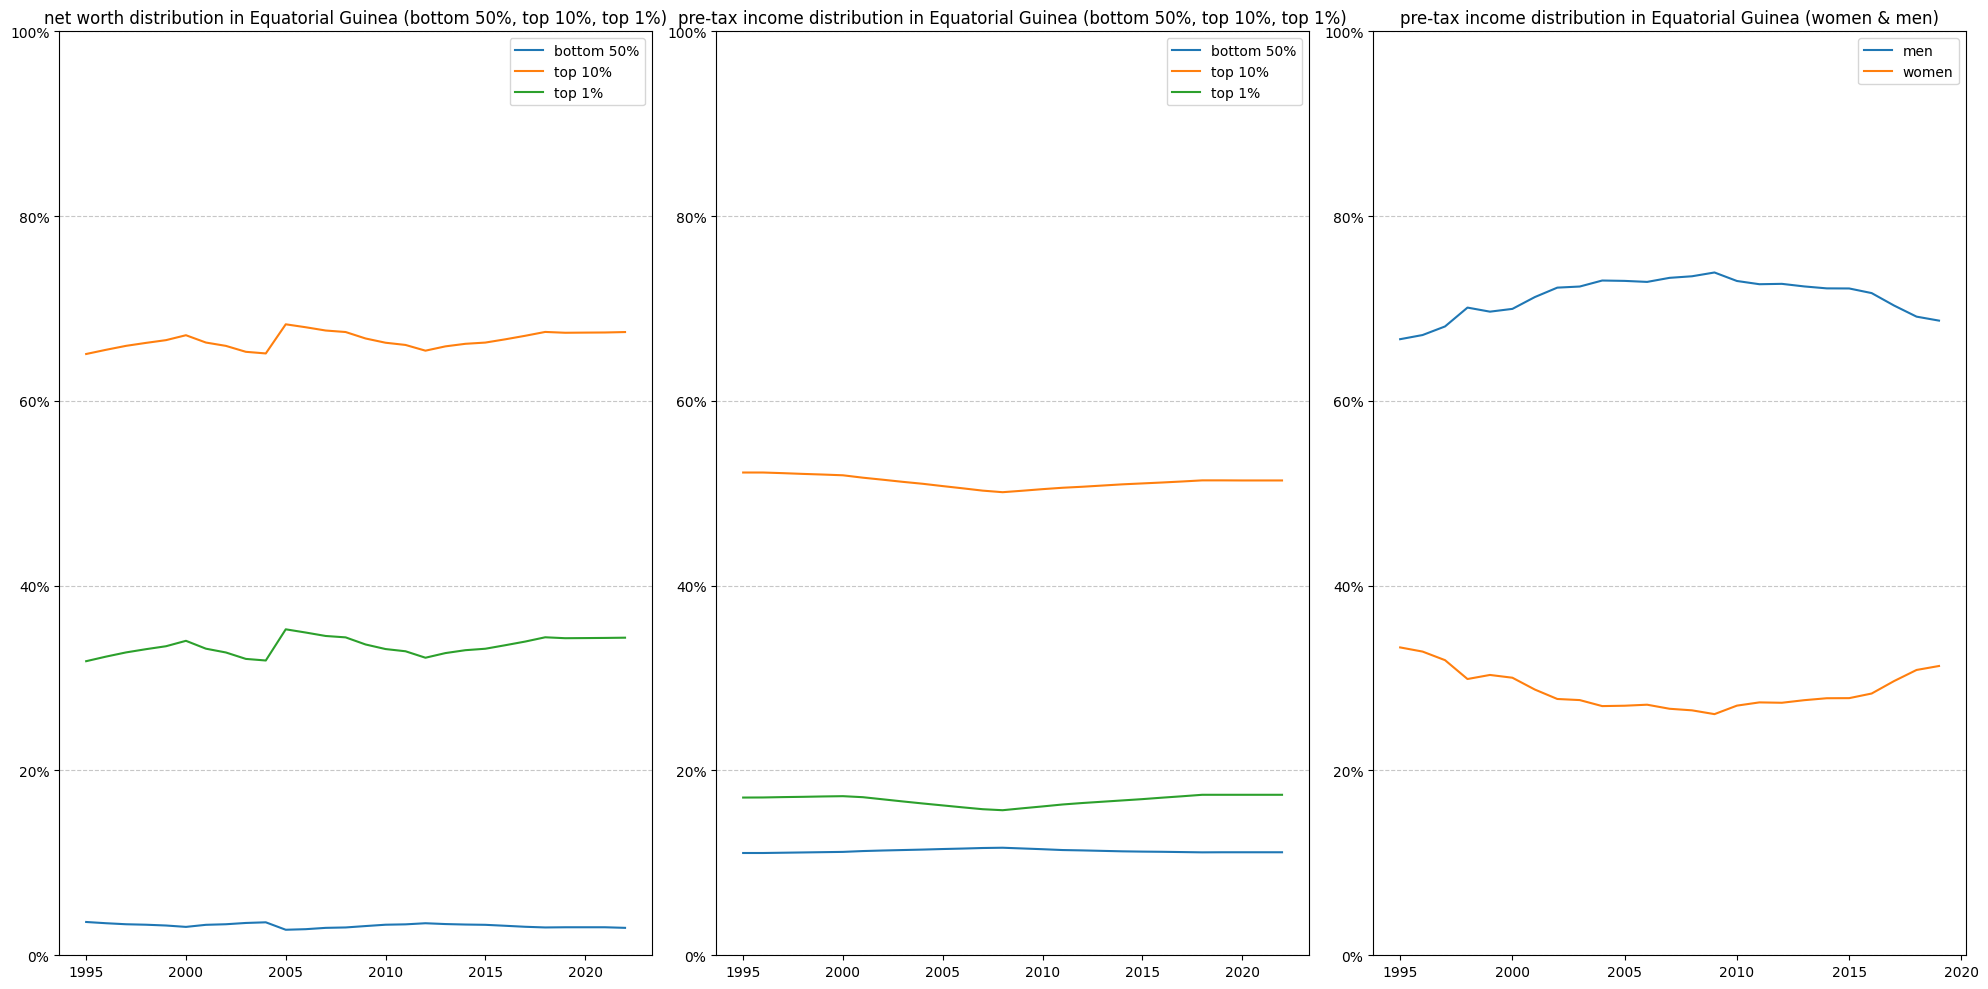 net worth distribution in Equatorial Guinea (bottom 50%, top 10%, top 1%)
100%
80%
60%
40%
20%
0%
1995 2000 2005 2010 2015 2020
bottom 50%
top 10%
top 1%
pre-tax income distribution in Equatorial Guinea (bottom 50%, top 10%, top 1%)
100%
80%
60%
40%
20%
0%
1995 2000 2005 2010 2015 2020
bottom 50%
top 10%
top 1%
pre-tax income distribution in Equatorial Guinea (women & men)
100%
80%
60%
40%
20%
0%
1995 2000 2005 2010 2015 2020
men
women